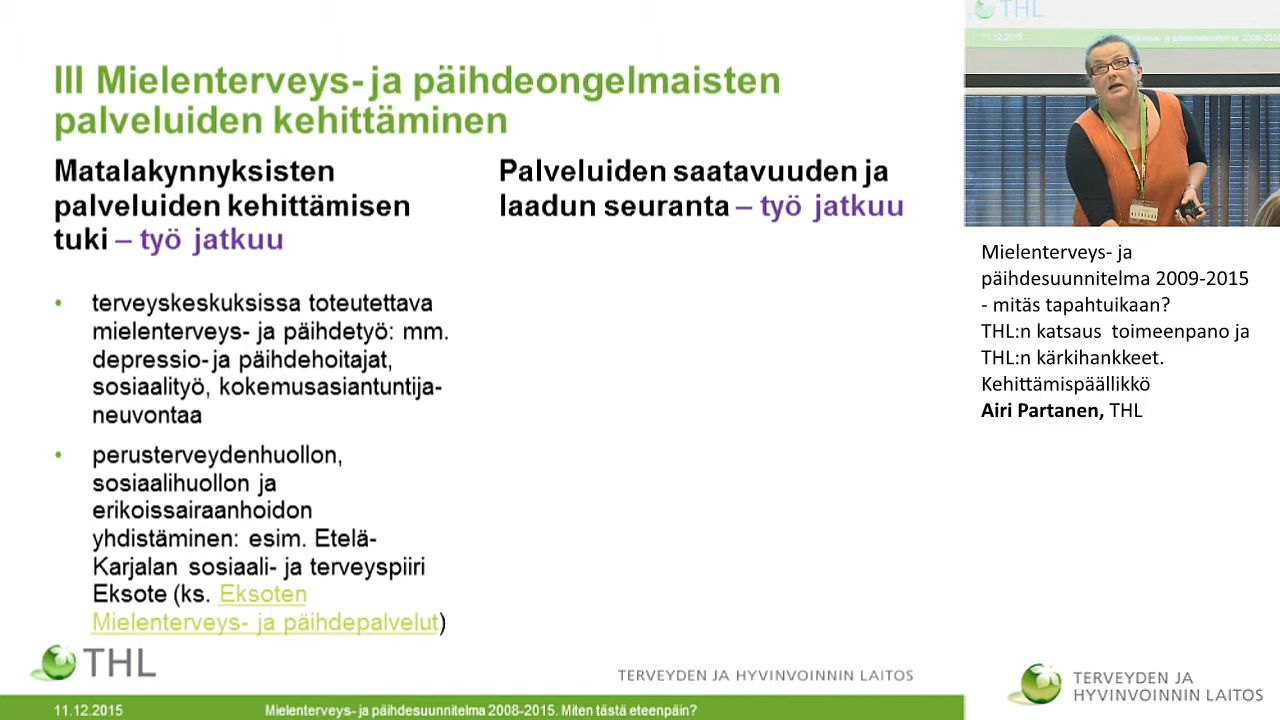 III Mielenterveys- ja päihdeongelmaisten
palveluiden kehittäminen
Matalakynnyksisten
palveluiden kehittämisen
tuki – työ jatkuu
• terveyskeskuksissa toteutettava
mielenterveys- ja päihdetyö: mm.
depressio- ja päihdehoitajat,
sosiaalityö, kokemusasiantuntija-
neuvontaa
• perusterveydenhuollon,
sosiaalihuollon ja
erikoissairaanhoidon
yhdistäminen: esim. Etelä-
Karjalan sosiaali- ja terveyspiiri
Eksote (ks. Eksoten
Mielenterveys- ja päihdepalvelut)
Palveluiden saatavuuden ja
laadun seuranta – työ jatkuu
THL
TERVEYDEN JA HYVINVOINNIN LAITOS
11.12.2015
Mielenterveys- ja päihdesuunnitelma 2008-2015. Miten tästä eteenpäin?
THL
11.12.2015
Mielenterveys- ja
päihdesuunnitelma 2009-2015
- mitäs tapahtuikaan?
THL:n katsaus toimeenpano ja
THL:n kärkihankkeet.
Kehittämispäällikkö
Airi Partanen, THL
TERVEYDEN JA
HYVINVOINNIN LAITOS